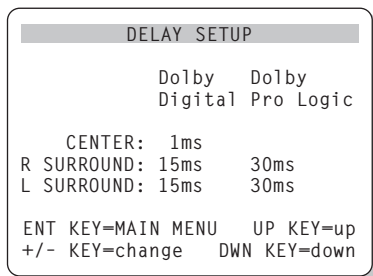 DELAY SETUP
Dolby Dolby
Digital Pro Logic
CENTER: 1ms
R SURROUND: 15ms 30ms
L SURROUND: 15ms 30ms
ENT KEY=MAIN MENU UP KEY=up
+/- KEY=change DWN KEY=down